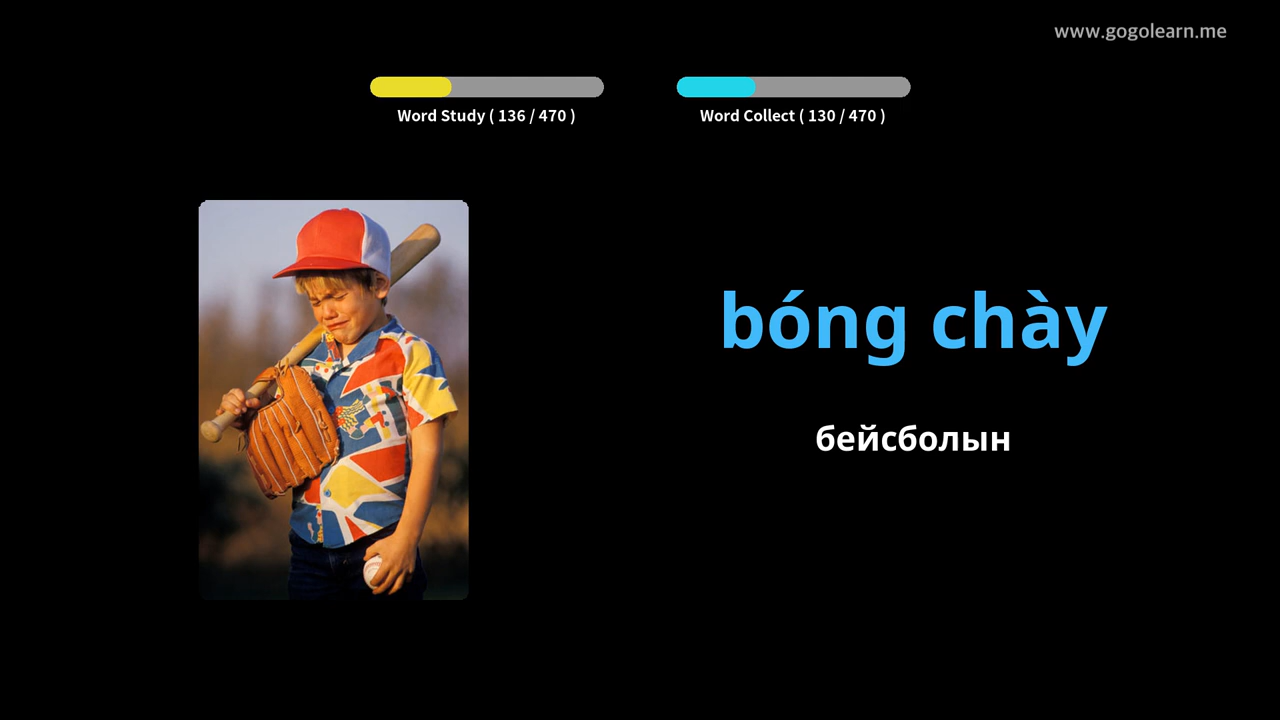 www.gogolearn.me
Word Study ( 136 / 470 )
Word Collect ( 130 / 470 )
bóng chày
бейсболын